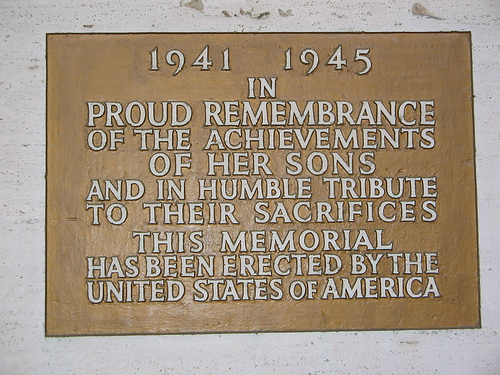 1941 1945
IN
PROUD REMEMBRANCE
OF THE ACHIEVEMENTS
OF HER SONS
AND IN HUMBLE TRIBUTE
TO THEIR SACRIFICES
THIS MEMORIAL
HAS BEEN ERECTED BY THE
UNITED STATES OF AMERICA